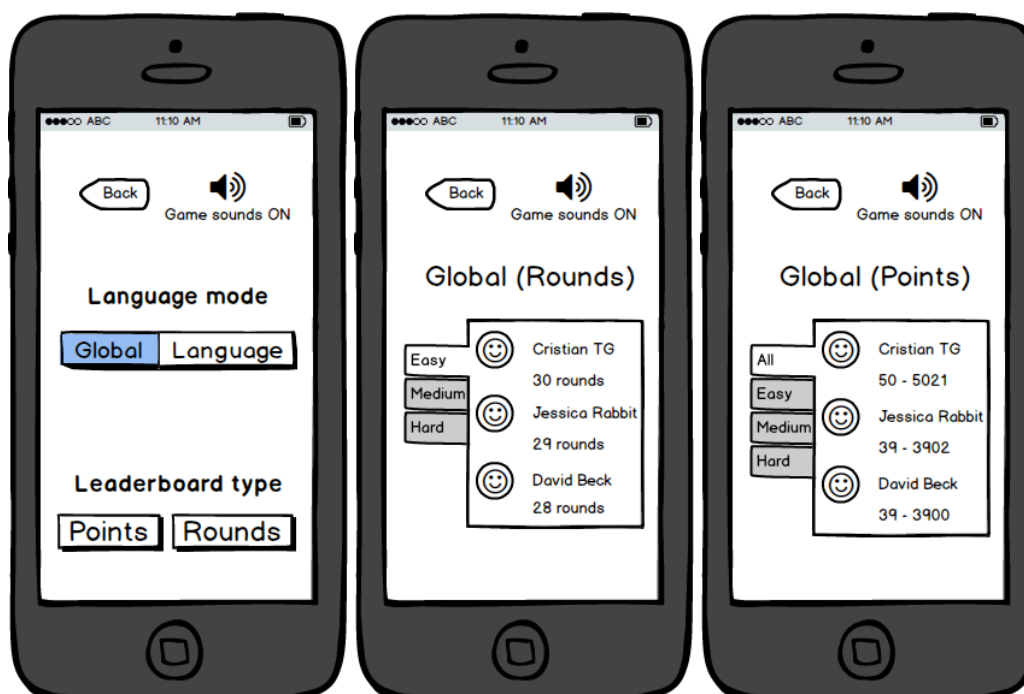 ABC 11:10 AM
Back
Game sounds ON
Language mode
Global Language
Leaderboard type
Points Rounds
ABC 11:10 AM
Back
Game sounds ON
Global (Rounds)
Easy
Medium
Hard
Cristian TG
30 rounds
Jessica Rabbit
29 rounds
David Beck
28 rounds
ABC 11:10 AM
Back
Game sounds ON
Global (Points)
All
Easy
Medium
Hard
Cristian TG
50 - 5021
Jessica Rabbit
39 - 3902
David Beck
39 - 3900